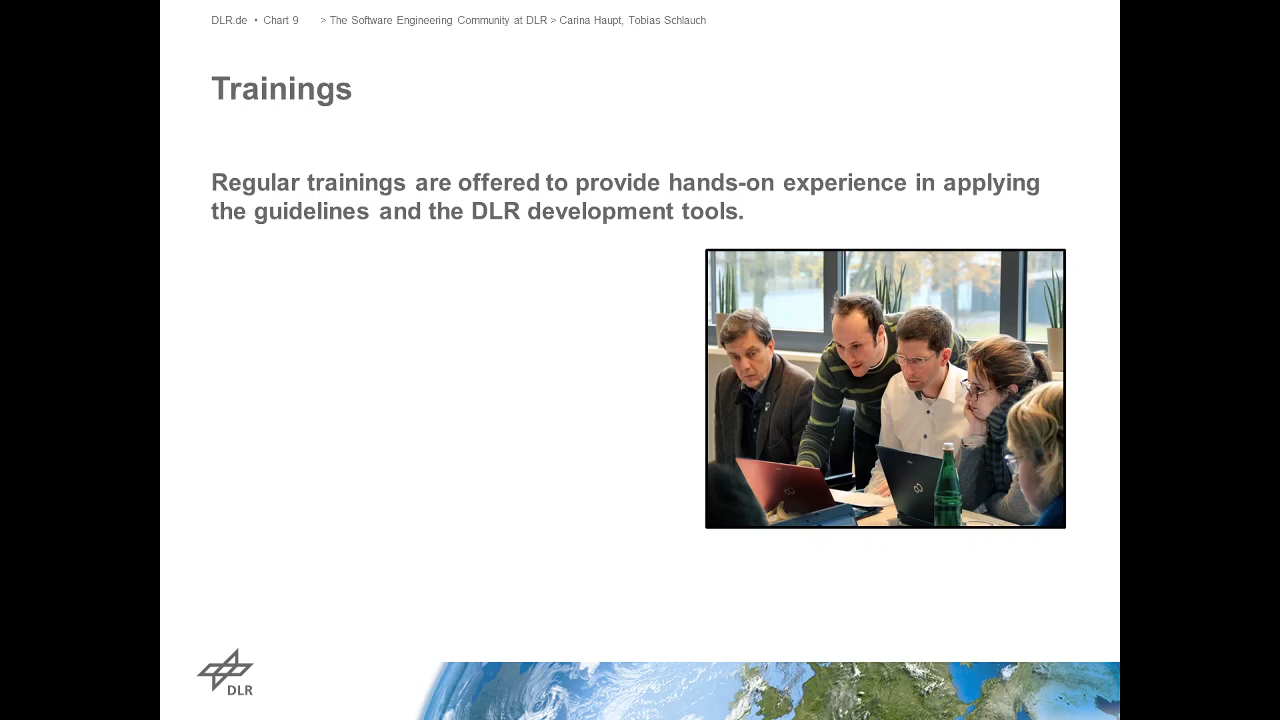 DLR.de • Chart 9 > The Software Engineering Community at DLR > Carina Haupt, Tobias Schlauch
Trainings
Regular trainings are offered to provide hands-on experience in applying
the guidelines and the DLR development tools.
DLR